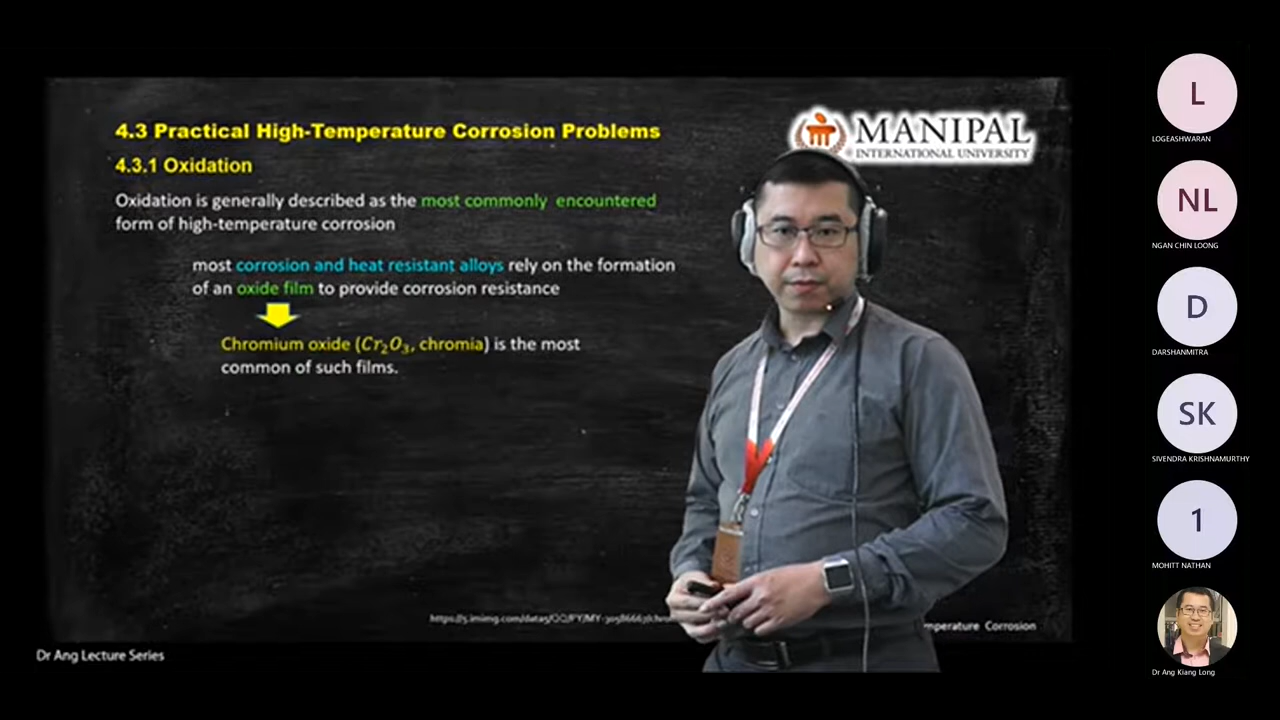 4.3 Practical High-Temperature Corrosion Problems
4.3.1 Oxidation
Oxidation is generally described as the most commonly encountered
form of high-temperature corrosion
most corrosion and heat resistant alloys rely on the formation
of an oxide film to provide corrosion resistance
Chromium oxide (Cr₂O₃, chromia) is the most
common of such films.
MANIPAL
INTERNATIONAL UNIVERSITY
mperature Corrosion
Dr Ang Lecture Series
L
LOGEASHWARAN
NL
NGAN CHIN LOONG
D
DARSHANMITRA
SK
SIVENDRA KRISHNAMURTHY
1
MOHITT NATHAN
Dr Ang Kiang Long